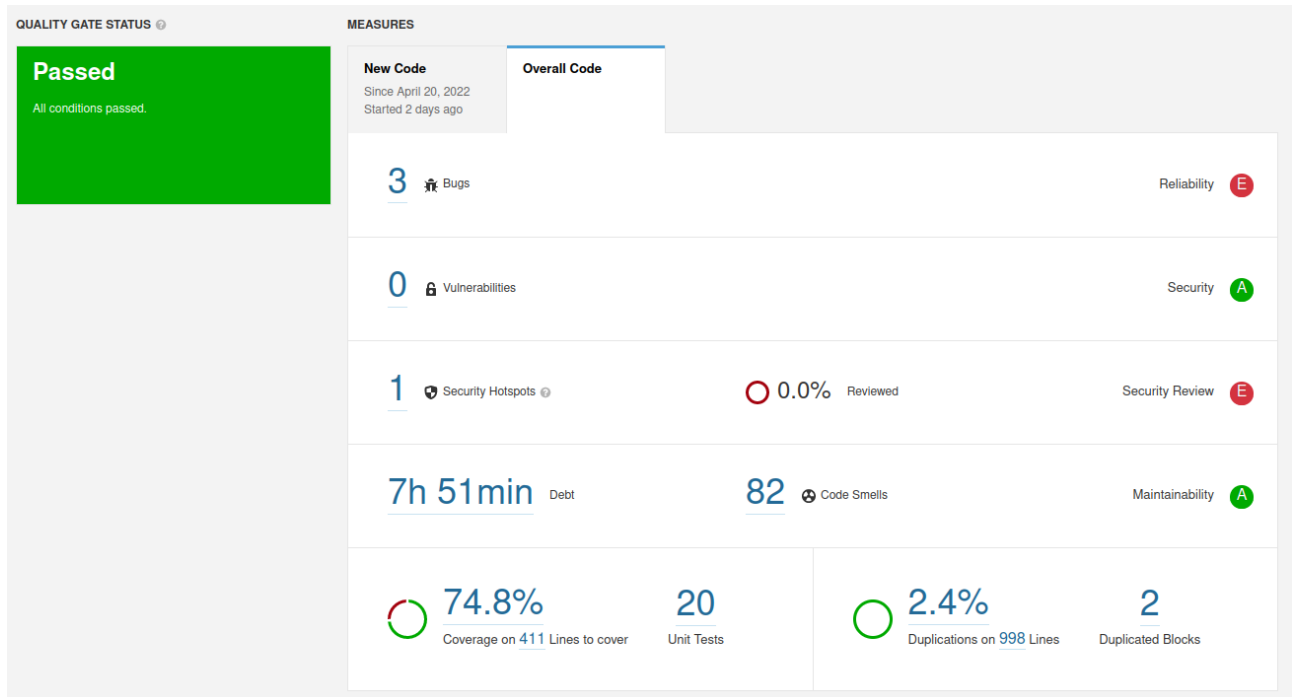 QUALITY GATE STATUS
MEASURES
Passed
All conditions passed.
New Code
Since April 20, 2022
Started 2 days ago
Overall Code
3 Bugs
Reliability E
0 Vulnerabilities
Security A
1 Security Hotspots
0.0% Reviewed
Security Review E
7h 51min Debt
82 Code Smells
Maintainability A
74.8%
Coverage on 411 Lines to cover
20
Unit Tests
2.4%
Duplications on 998 Lines
2
Duplicated Blocks